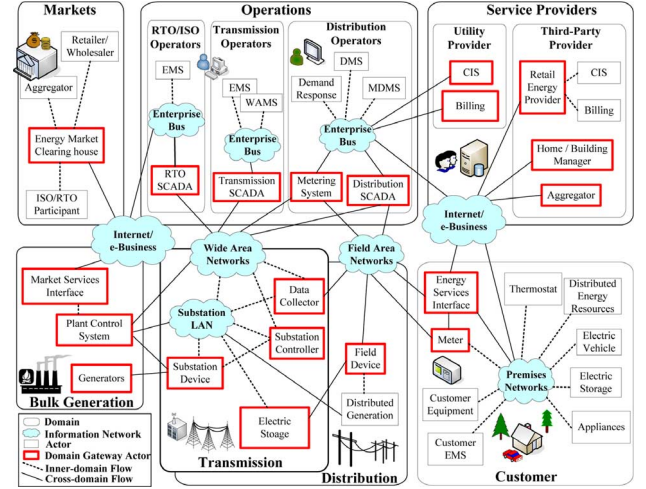 Markets
Retailer/
Wholesaler
Aggregator
Energy Market
Clearing house
ISO/RTO
Participant
Operations
RTO/ISO
Operators
EMS
Enterprise
Bus
RTO
SCADA
Transmission
Operators
EMS
WAMS
Enterprise
Bus
Transmission
SCADA
Distribution
Operators
Demand
Response
DMS
MDMS
Enterprise
Bus
Metering
System
Distribution
SCADA
Service Providers
Utility
Provider
CIS
Billing
Third-Party
Provider
Retail
Energy
Provider
CIS
Billing
Home / Building
Manager
Aggregator
Internet/
e-Business
Internet/
e-Business
Wide Area
Networks
Field Area
Networks
Market Services
Interface
Plant Control
System
Generators
Bulk Generation
Substation
LAN
Data
Collector
Substation
Controller
Substation
Device
Electric
Stoage
Transmission
Field
Device
Distributed
Generation
Distribution
Energy
Services
Interface
Meter
Thermostat
Distributed
Energy
Resources
Electric
Vehicle
Premises
Networks
Electric
Storage
Customer
Equipment
Appliances
Customer
EMS
Customer
Domain
Information Network
Actor
Domain Gateway Actor
Inner-domain Flow
Cross-domain Flow